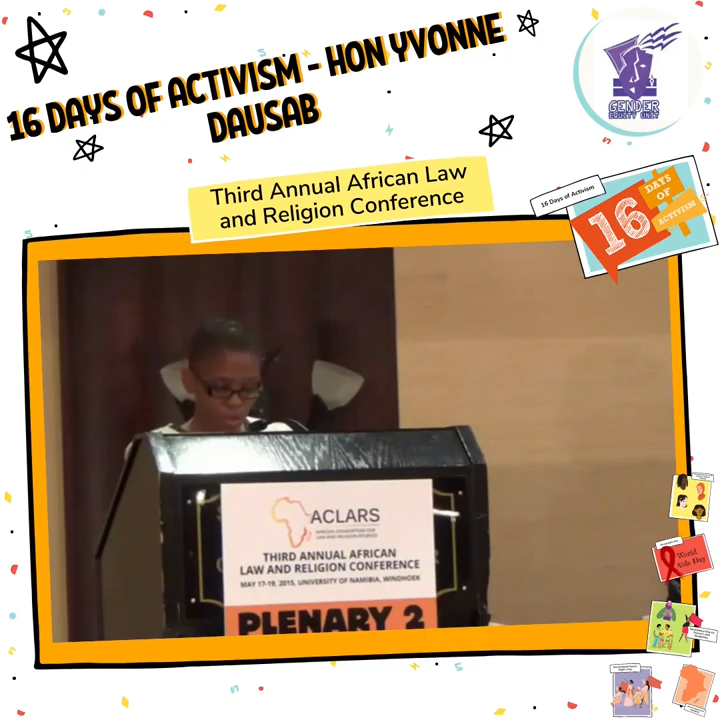 16 DAYS OF ACTIVISM - HON YVONNE
DAUSAB
GENDER
EQUITY UNIT
Third Annual African Law
and Religion Conference
16 Days of Activism
16
DAYS
OF
ACTIVISM
ACLARS
AFRICAN CONSORTIUM FOR
LAW AND RELIGION STUDIES
THIRD ANNUAL AFRICAN
LAW AND RELIGION CONFERENCE
MAY 17-19, 2015, UNIVERSITY OF NAMIBIA, WINDHOEK
PLENARY 2
World
Aids Day